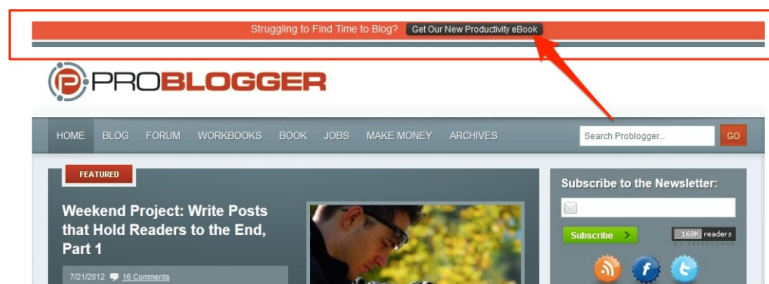 Struggling to Find Time to Blog? Get Our New Productivity eBook
PROBLOGGER
HOME BLOG FORUM WORKBOOKS BOOK JOBS MAKE MONEY ARCHIVES Search Problogger... GO
FEATURED
Weekend Project: Write Posts
that Hold Readers to the End,
Part 1
7/21/2012 16 Comments
Subscribe to the Newsletter:
Subscribe > 168K readers
BY FEEDBURNER